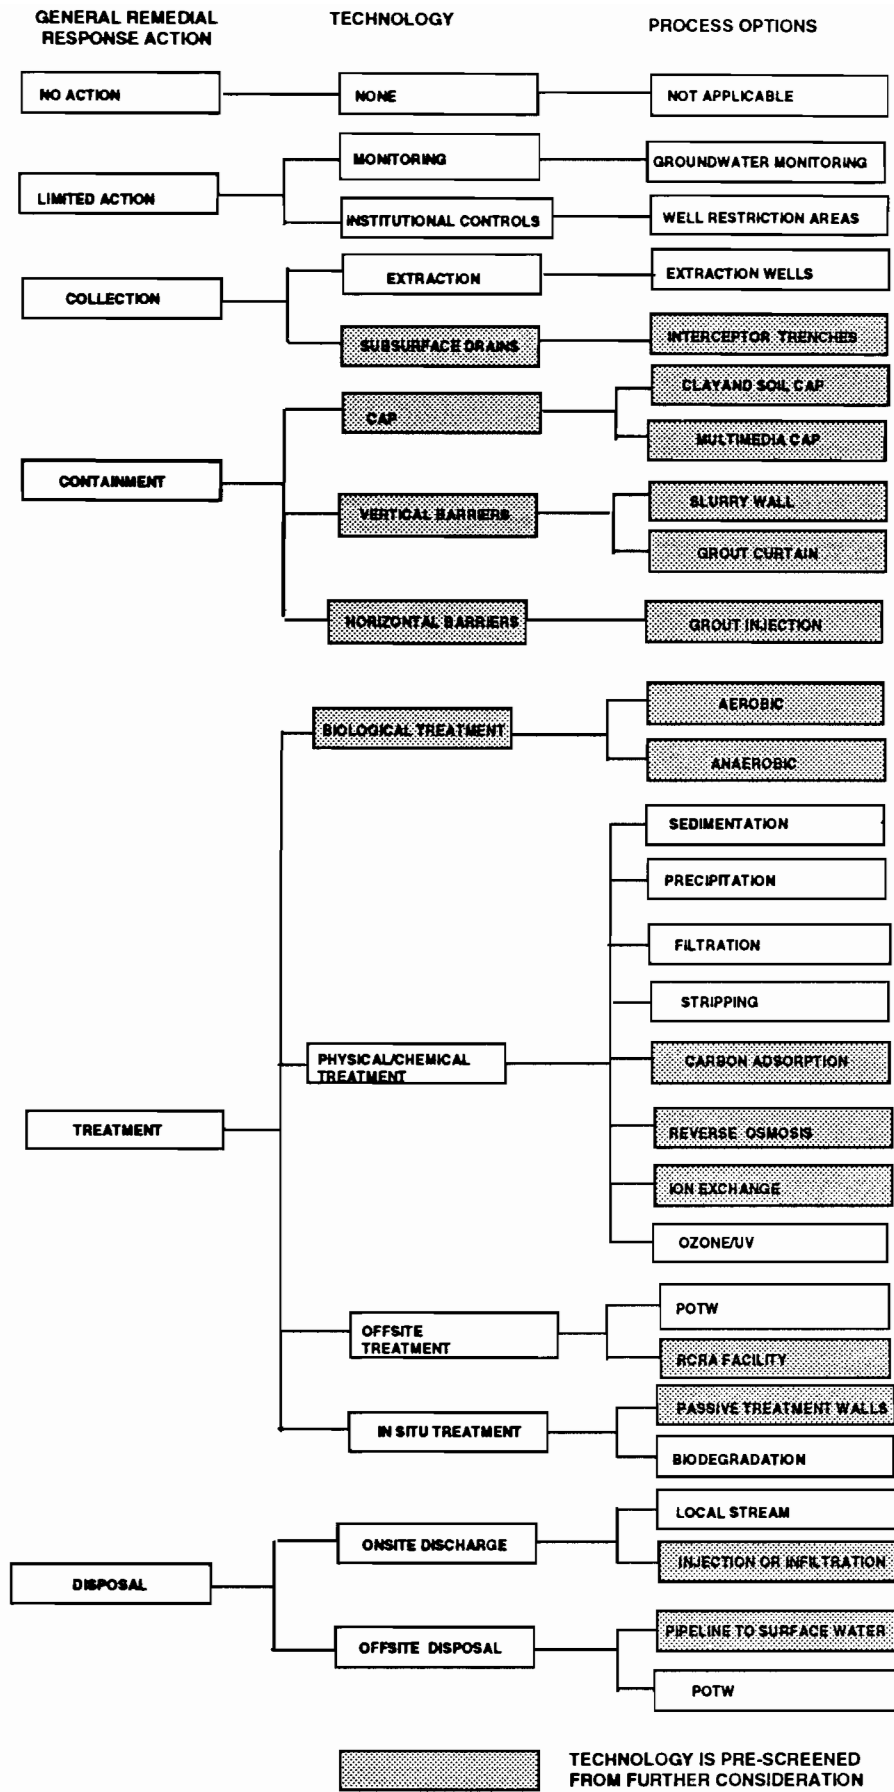 GENERAL REMEDIAL
RESPONSE ACTION
TECHNOLOGY
PROCESS OPTIONS
NO ACTION
NONE
NOT APPLICABLE
LIMITED ACTION
MONITORING
GROUNDWATER MONITORING
INSTITUTIONAL CONTROLS
WELL RESTRICTION AREAS
COLLECTION
EXTRACTION
EXTRACTION WELLS
SUBSURFACE DRAINS
INTERCEPTOR TRENCHES
CONTAINMENT
CAP
CLAYAND SOIL CAP
MULTIMEDIA CAP
VERTICAL BARRIERS
SLURRY WALL
GROUT CURTAIN
HORIZONTAL BARRIERS
GROUT INJECTION
TREATMENT
BIOLOGICAL TREATMENT
AEROBIC
ANAEROBIC
PHYSICAL/CHEMICAL
TREATMENT
SEDIMENTATION
PRECIPITATION
FILTRATION
STRIPPING
CARBON ADSORPTION
REVERSE OSMOSIS
ION EXCHANGE
OZONE/UV
OFFSITE
TREATMENT
POTW
RCRA FACILITY
IN SITU TREATMENT
PASSIVE TREATMENT WALLS
BIODEGRADATION
DISPOSAL
ONSITE DISCHARGE
LOCAL STREAM
INJECTION OR INFILTRATION
OFFSITE DISPOSAL
PIPELINE TO SURFACE WATER
POTW
TECHNOLOGY IS PRE-SCREENED
FROM FURTHER CONSIDERATION